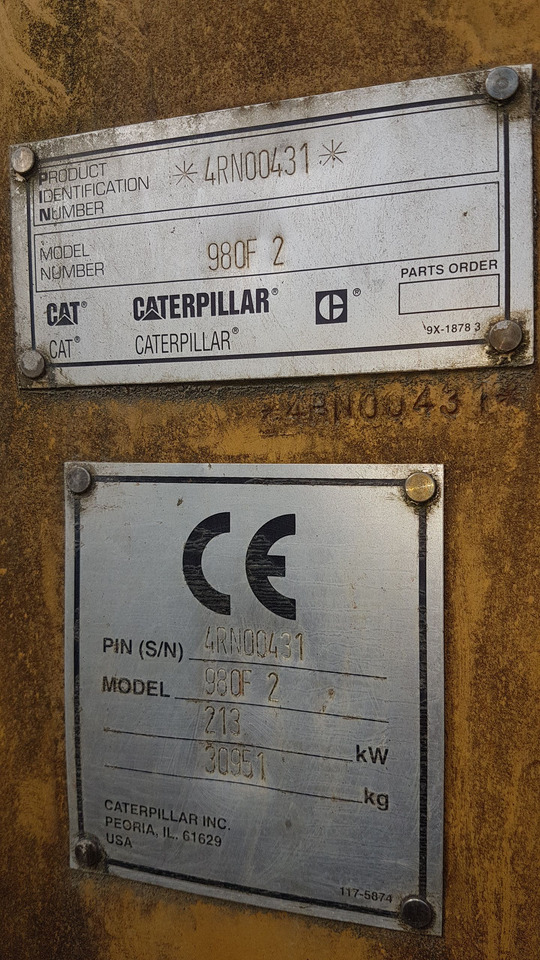 PRODUCT
IDENTIFICATION
NUMBER
*4RN00431*
MODEL
NUMBER
980F 2
CAT® CATERPILLAR® ®
CAT® CATERPILLAR®
PARTS ORDER
9X-1878 3
*4RN00431*
CE
PIN (S/N) 4RN00431
MODEL 980F 2
213 kW
30951 kg
CATERPILLAR INC.
PEORIA, IL. 61629
USA
117-5874